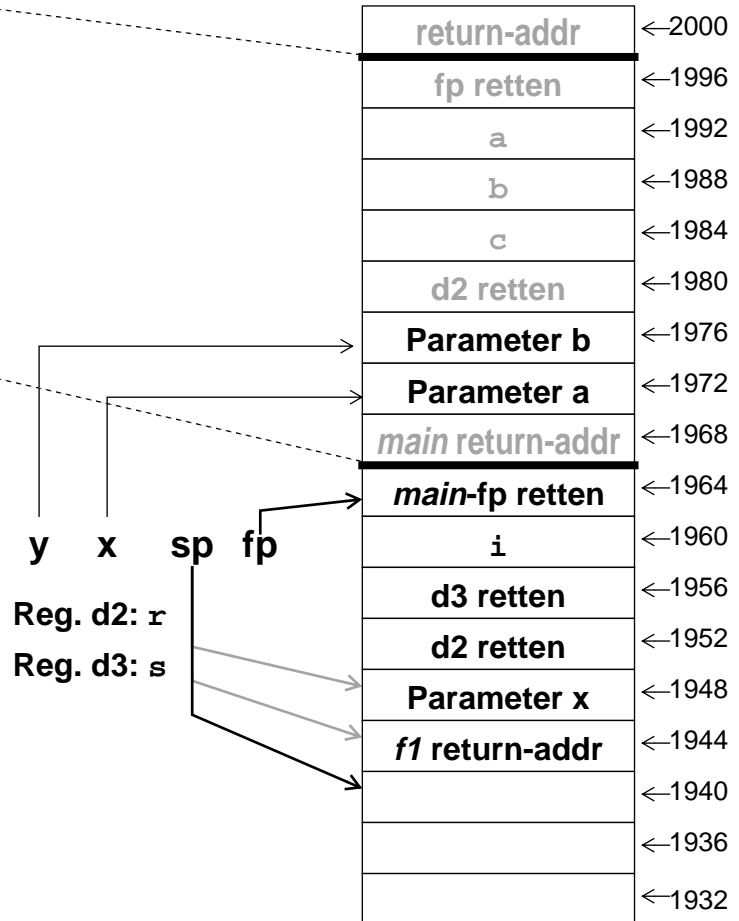 return-addr ←2000
fp retten ←1996
a ←1992
b ←1988
c ←1984
d2 retten ←1980
Parameter b ←1976
Parameter a ←1972
main return-addr ←1968
main-fp retten ←1964
y x sp fp i ←1960
d3 retten ←1956
Reg. d2: r d2 retten ←1952
Reg. d3: s Parameter x ←1948
f1 return-addr ←1944
←1940
←1936
←1932